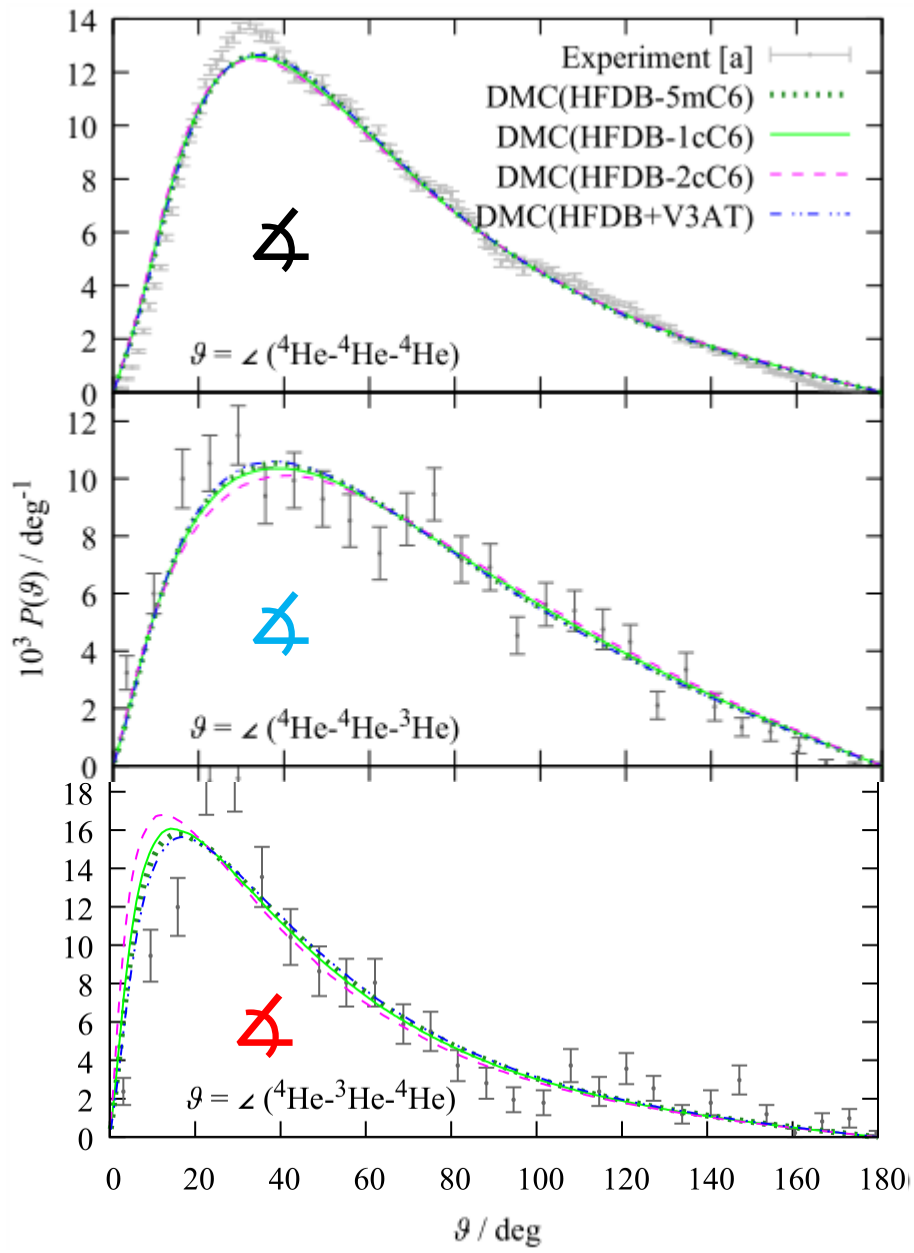 14
12
10
8
6
4
2
0
Experiment [a]
DMC(HFDB-5mC6)
DMC(HFDB-1cC6)
DMC(HFDB-2cC6)
DMC(HFDB+V3AT)
ϑ = ∠ (⁴He-⁴He-⁴He)
12
10
8
6
4
2
0
10³ P(ϑ) / deg⁻¹
ϑ = ∠ (⁴He-⁴He-³He)
18
16
14
12
10
8
6
4
2
0
ϑ = ∠ (⁴He-³He-⁴He)
0 20 40 60 80 100 120 140 160 180
ϑ / deg